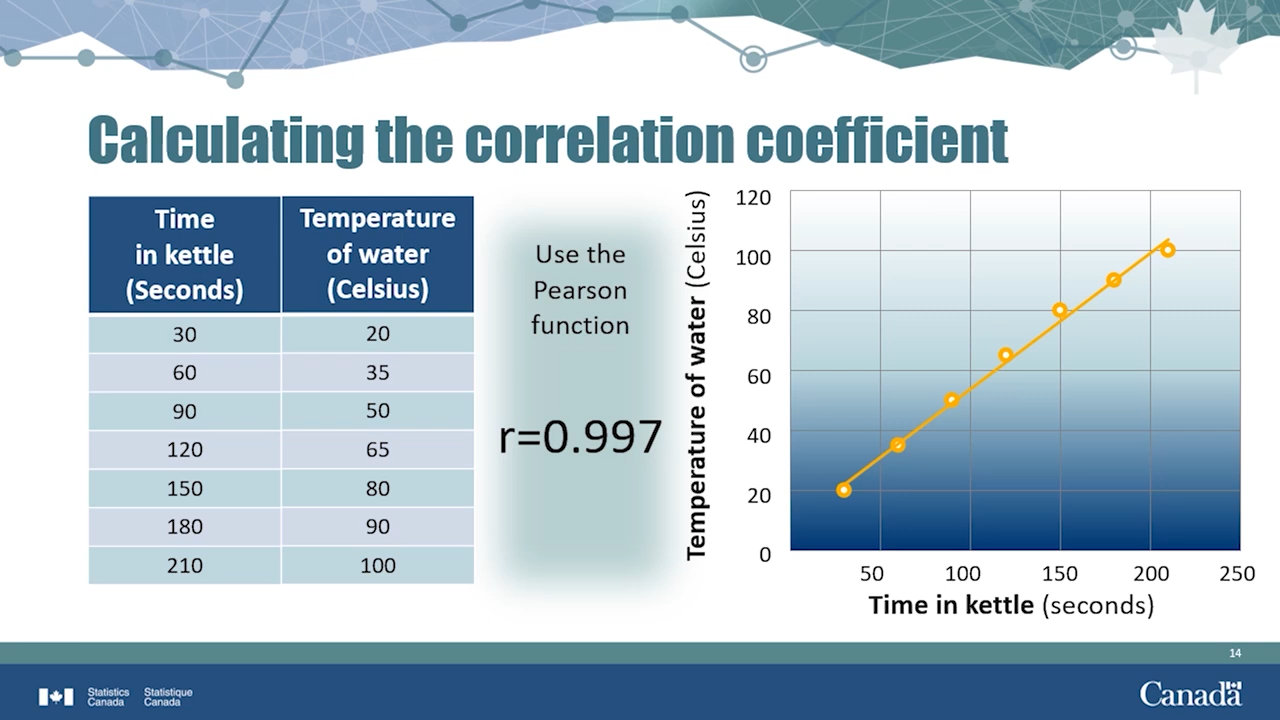 Calculating the correlation coefficient
Time
in kettle
(Seconds)
Temperature
of water
(Celsius)
30 20
60 35
90 50
120 65
150 80
180 90
210 100
Use the
Pearson
function
r=0.997
Temperature of water (Celsius)
120
100
80
60
40
20
0
50 100 150 200 250
Time in kettle (seconds)
14
Statistics
Canada
Statistique
Canada
Canada